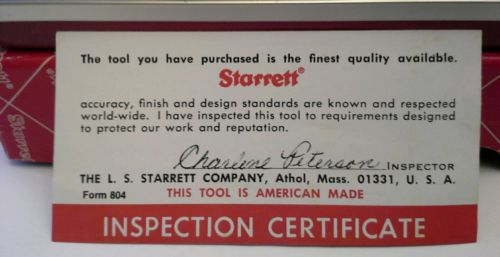 The tool you have purchased is the finest quality available.
Starrett®
accuracy, finish and design standards are known and respected
world-wide. I have inspected this tool to requirements designed
to protect our work and reputation.
Charlene Peterson INSPECTOR
THE L. S. STARRETT COMPANY, Athol, Mass. 01331, U. S. A.
Form 804 THIS TOOL IS AMERICAN MADE
INSPECTION CERTIFICATE